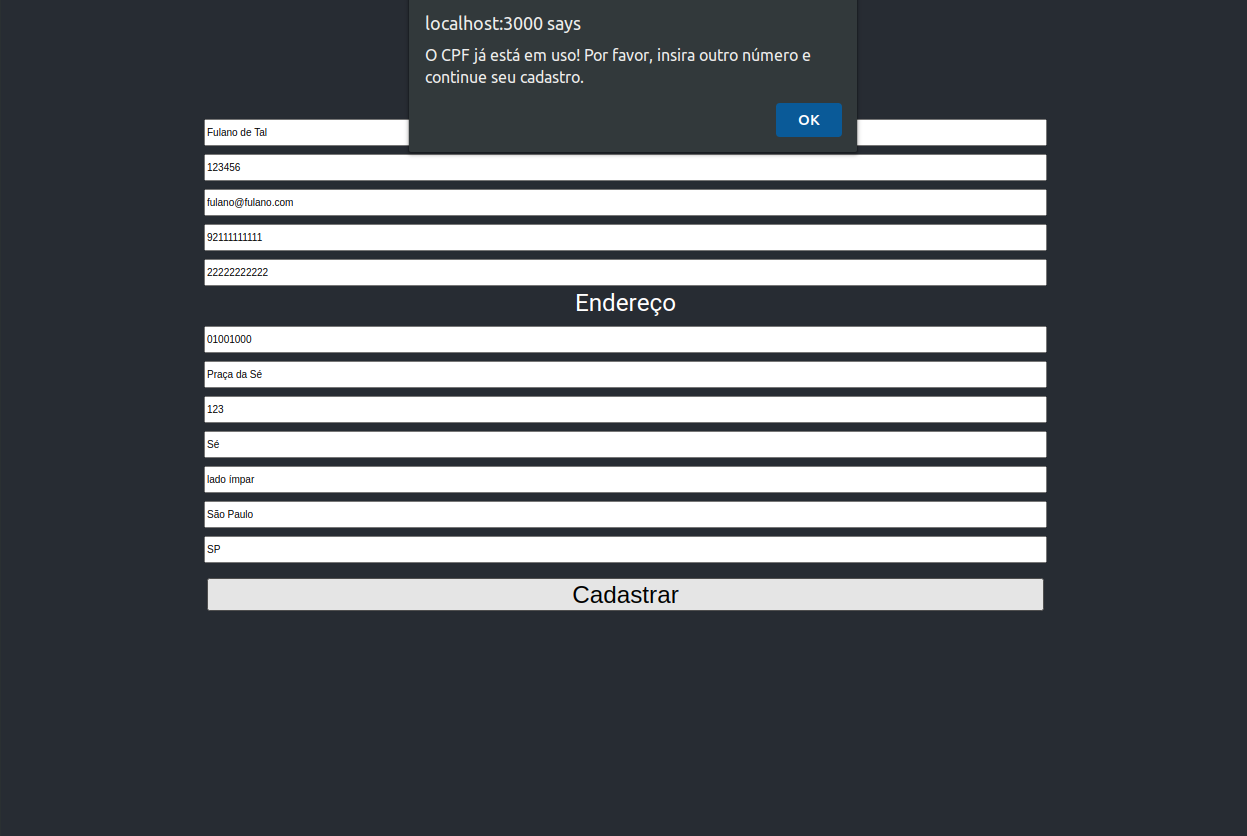 localhost:3000 says
O CPF já está em uso! Por favor, insira outro número e
continue seu cadastro.
OK
Fulano de Tal
123456
fulano@fulano.com
92111111111
22222222222
Endereço
01001000
Praça da Sé
123
Sé
lado ímpar
São Paulo
SP
Cadastrar